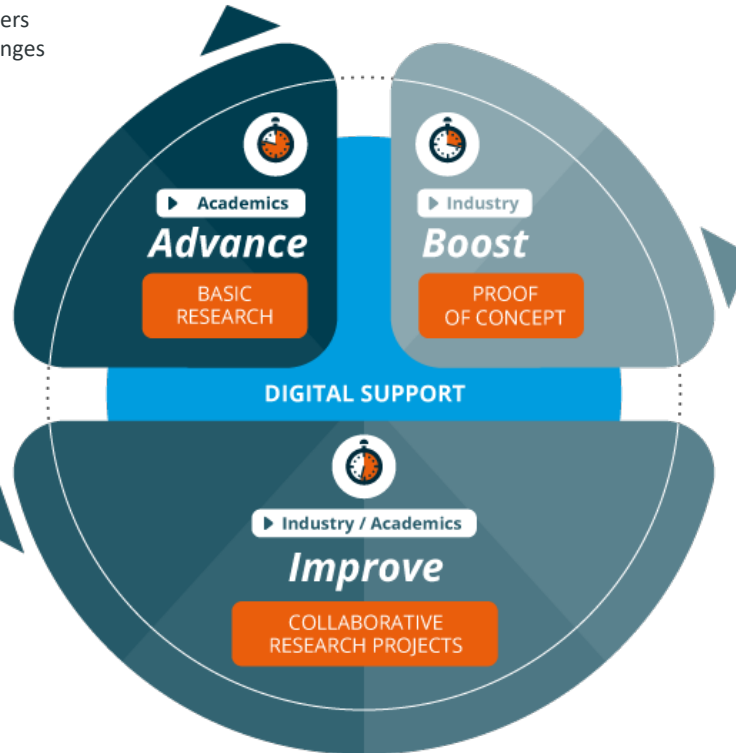 ers
nges
Academics
Advance
BASIC
RESEARCH
Industry
Boost
PROOF
OF CONCEPT
DIGITAL SUPPORT
Industry / Academics
Improve
COLLABORATIVE
RESEARCH PROJECTS